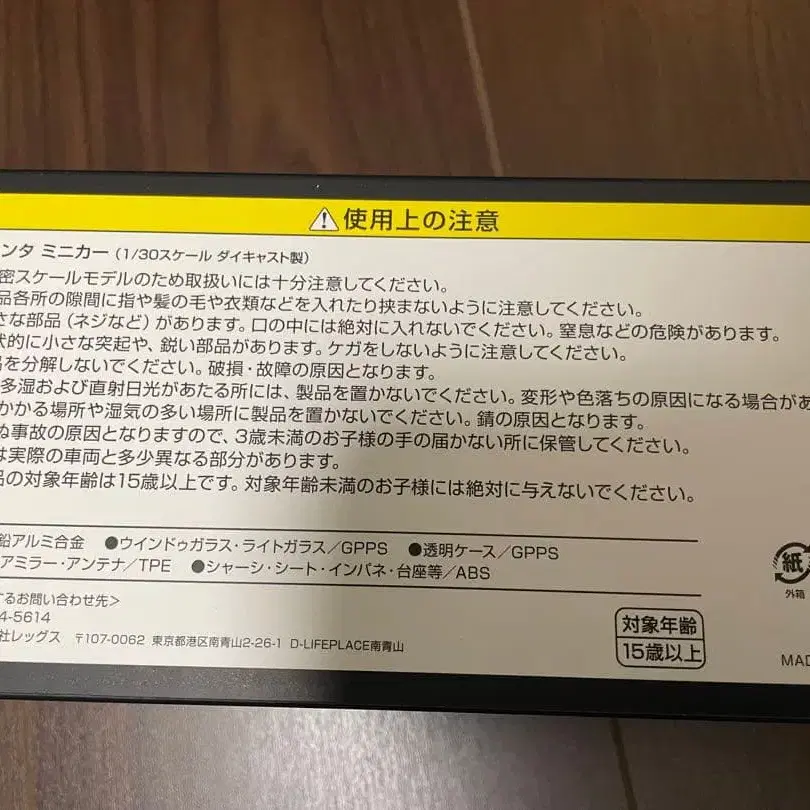 ⚠使用上の注意
ンタ ミニカー (1/30スケール ダイキャスト製)
密スケールモデルのため取扱いには十分注意してください。
品各所の隙間に指や髪の毛や衣類などを入れたり挟まないように注意してください。
さな部品(ネジなど)があります。口の中には絶対に入れないでください。窒息などの危険があります。
状的に小さな突起や、鋭い部品があります。ケガをしないように注意してください。
品を分解しないでください。破損・故障の原因となります。
多湿および直射日光があたる所には、製品を置かないでください。変形や色落ちの原因になる場合があ
かかる場所や湿気の多い場所に製品を置かないでください。錆の原因となります。
ぬ事故の原因となりますので、3歳未満のお子様の手の届かない所に保管してください。
は実際の車両と多少異なる部分があります。
品の対象年齢は15歳以上です。対象年齢未満のお子様には絶対に与えないでください。
鉛アルミ合金 ●ウインドゥガラス・ライトガラス/GPPS ●透明ケース/GPPS
アミラー・アンテナ/TPE ●シャーシ・シート・インパネ・台座等/ABS
するお問い合わせ先>
4-5614
社レッグス 〒107-0062 東京都港区南青山2-26-1 D-LIFEPLACE南青山
対象年齢
15歳以上
紙
外箱
MAD